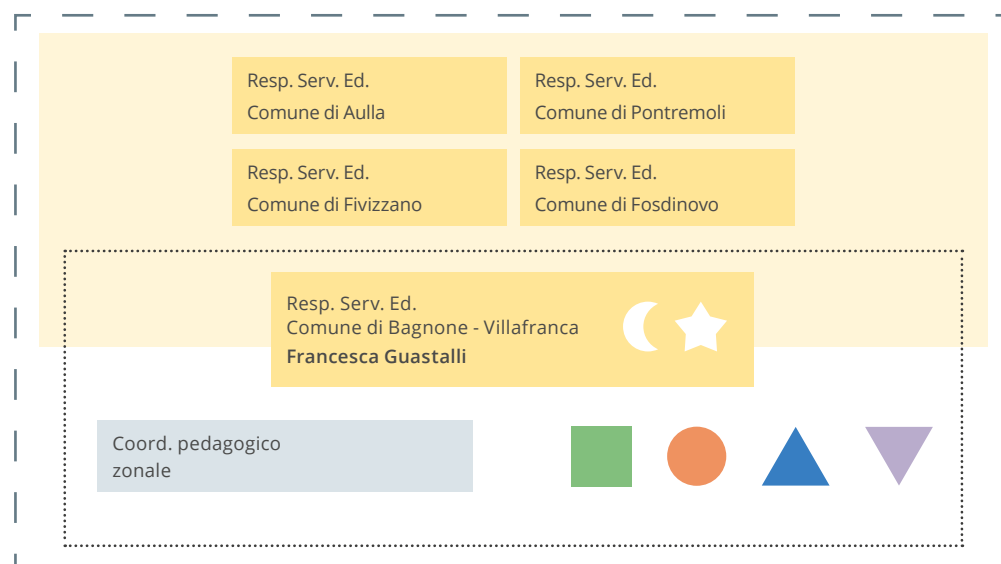 Resp. Serv. Ed.
Comune di Aulla
Resp. Serv. Ed.
Comune di Pontremoli
Resp. Serv. Ed.
Comune di Fivizzano
Resp. Serv. Ed.
Comune di Fosdinovo
Resp. Serv. Ed.
Comune di Bagnone - Villafranca
Francesca Guastalli
Coord. pedagogico
zonale